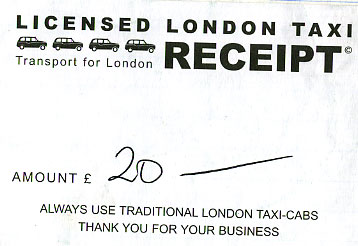 LICENSED LONDON TAXI
Transport for London RECEIPT©
AMOUNT £ 20 —
ALWAYS USE TRADITIONAL LONDON TAXI-CABS
THANK YOU FOR YOUR BUSINESS